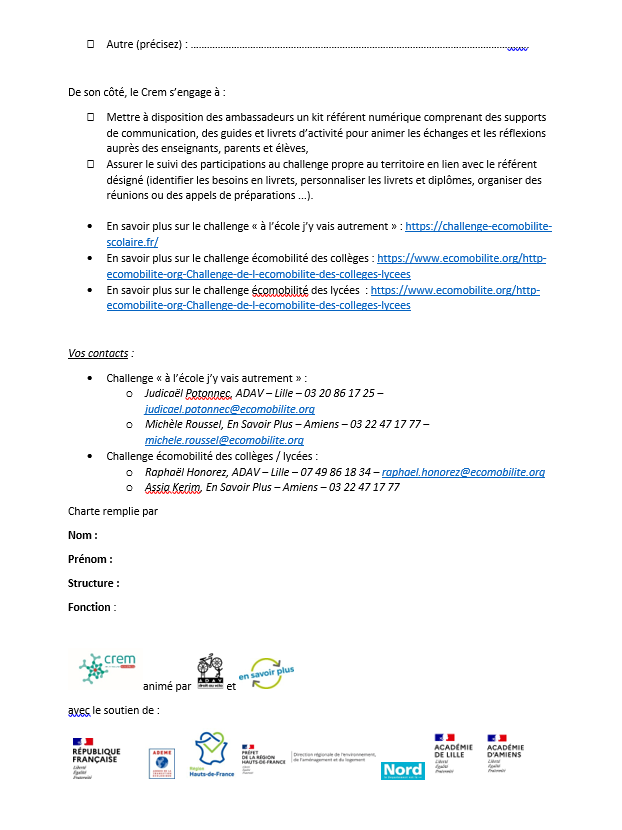 Autre (précisez) : ……………………………………………………………………………………………………
De son côté, le Crem s’engage à :
Mettre à disposition des ambassadeurs un kit référent numérique comprenant des supports
de communication, des guides et livrets d’activité pour animer les échanges et les réflexions
auprès des enseignants, parents et élèves,
Assurer le suivi des participations au challenge propre au territoire en lien avec le référent
désigné (identifier les besoins en livrets, personnaliser les livrets et diplômes, organiser des
réunions ou des appels de préparations …).
En savoir plus sur le challenge « à l’école j’y vais autrement » : https://challenge-ecomobilite-
scolaire.fr/
En savoir plus sur le challenge écomobilité des collèges : https://www.ecomobilite.org/http-
ecomobilite-org-Challenge-de-l-ecomobilite-des-colleges-lycees
En savoir plus sur le challenge écomobilité des lycées : https://www.ecomobilite.org/http-
ecomobilite-org-Challenge-de-l-ecomobilite-des-colleges-lycees
Vos contacts :
Challenge « à l’école j’y vais autrement » :
Judicaël Potonnec, ADAV – Lille – 03 20 86 17 25 –
judicael.potonnec@ecomobilite.org
Michèle Roussel, En Savoir Plus – Amiens – 03 22 47 17 77 –
michele.roussel@ecomobilite.org
Challenge écomobilité des collèges / lycées :
Raphaël Honorez, ADAV – Lille – 07 49 86 18 34 – raphael.honorez@ecomobilite.org
Assia Kerim, En Savoir Plus – Amiens – 03 22 47 17 77
Charte remplie par
Nom :
Prénom :
Structure :
Fonction :
crem
animé par ADAV et en savoir plus
avec le soutien de :
RÉPUBLIQUE
FRANÇAISE
Liberté
Égalité
Fraternité
ADEME
Région
Hauts-de-France
PRÉFET
DE LA RÉGION
HAUTS-DE-FRANCE
Direction régionale de l’environnement,
de l’aménagement et du logement
Nord
ACADÉMIE
DE LILLE
Liberté
Égalité
Fraternité
ACADÉMIE
D’AMIENS
Liberté
Égalité
Fraternité